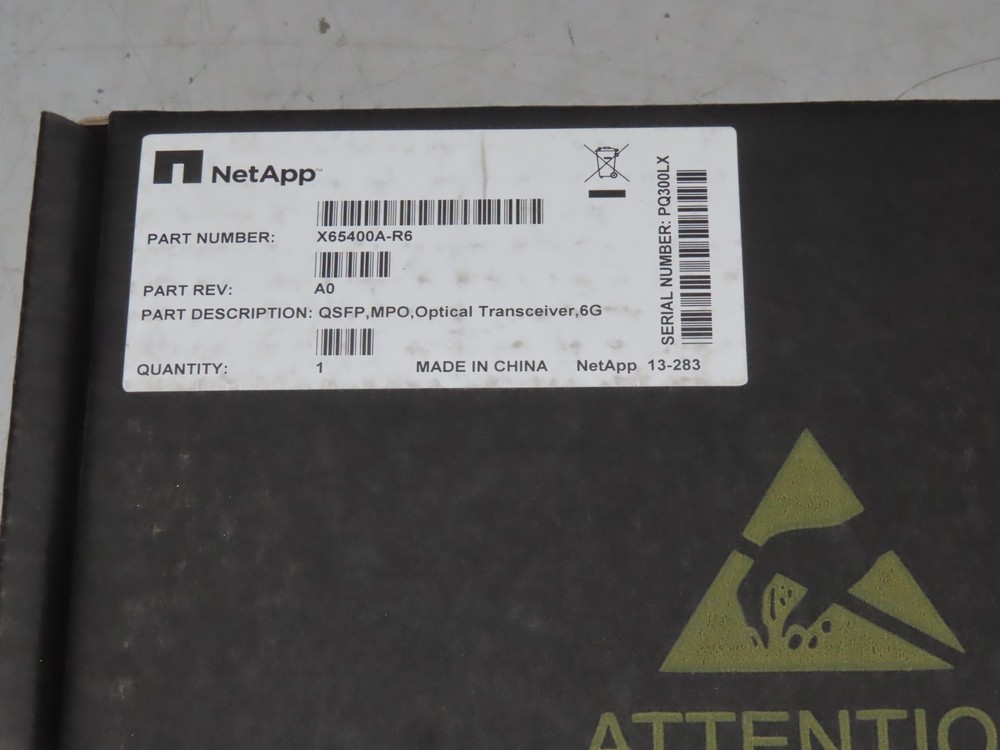 NetApp™
PART NUMBER: X65400A-R6
PART REV: A0
PART DESCRIPTION: QSFP,MPO,Optical Transceiver,6G
QUANTITY: 1 MADE IN CHINA NetApp 13-283
SERIAL NUMBER: PQ300LX
ATTENTIO